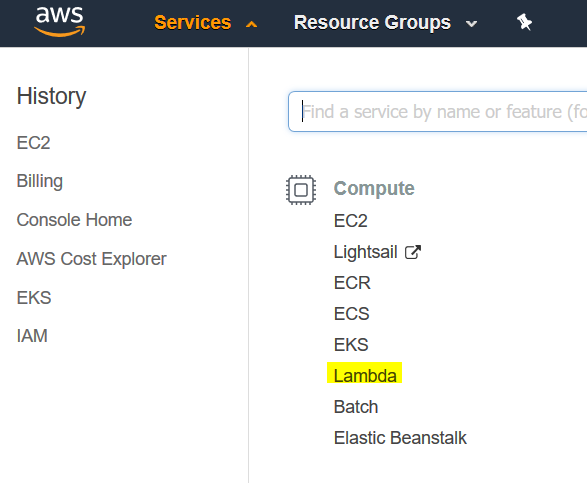 aws Services Resource Groups
History
EC2
Billing
Console Home
AWS Cost Explorer
EKS
IAM
Find a service by name or feature (fo
Compute
EC2
Lightsail
ECR
ECS
EKS
Lambda
Batch
Elastic Beanstalk